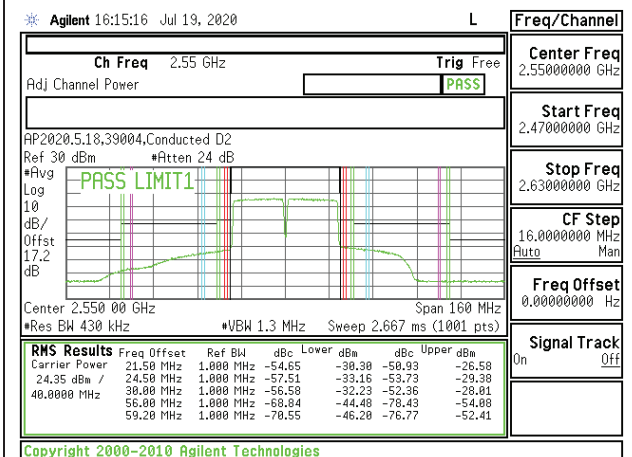 Agilent 16:15:16 Jul 19, 2020 L
Freq/Channel
Ch Freq 2.55 GHz Trig Free
Adj Channel Power PASS
Center Freq
2.55000000 GHz
Start Freq
2.47000000 GHz
Stop Freq
2.63000000 GHz
CF Step
16.0000000 MHz
Auto Man
Freq Offset
0.00000000 Hz
Signal Track
On Off
AP2020.5.18,39004,Conducted D2
Ref 30 dBm #Atten 24 dB
#Avg
Log
10
dB/
Offst
17.2
dB
PASS LIMIT1
Center 2.550 00 GHz Span 160 MHz
#Res BW 430 kHz #VBW 1.3 MHz Sweep 2.667 ms (1001 pts)
RMS Results Freq Offset Ref BW dBc Lower dBm dBc Upper dBm
Carrier Power 21.50 MHz 1.000 MHz -54.65 -30.30 -50.93 -26.58
24.35 dBm / 24.50 MHz 1.000 MHz -57.51 -33.16 -53.73 -29.38
40.0000 MHz 30.00 MHz 1.000 MHz -56.58 -32.23 -52.36 -28.01
56.00 MHz 1.000 MHz -68.84 -44.48 -78.43 -54.08
59.20 MHz 1.000 MHz -70.55 -46.20 -76.77 -52.41
Copyright 2000-2010 Agilent Technologies